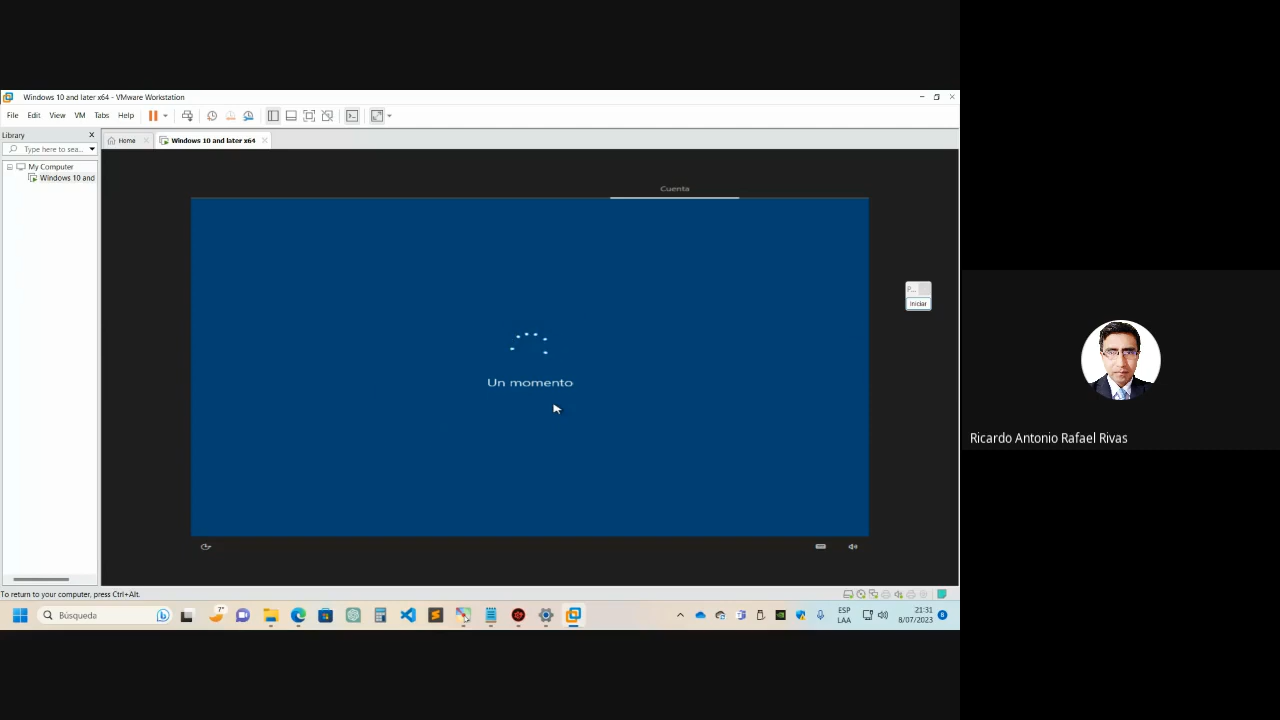 Windows 10 and later x64 - VMware Workstation
File Edit View VM Tabs Help
Library
Home
Windows 10 and later x64
Type here to sea...
My Computer
Windows 10 and
Cuenta
P...
Iniciar
Un momento
Ricardo Antonio Rafael Rivas
To return to your computer, press Ctrl+Alt.
Búsqueda
7°
ESP
LAA
21:31
8/07/2023